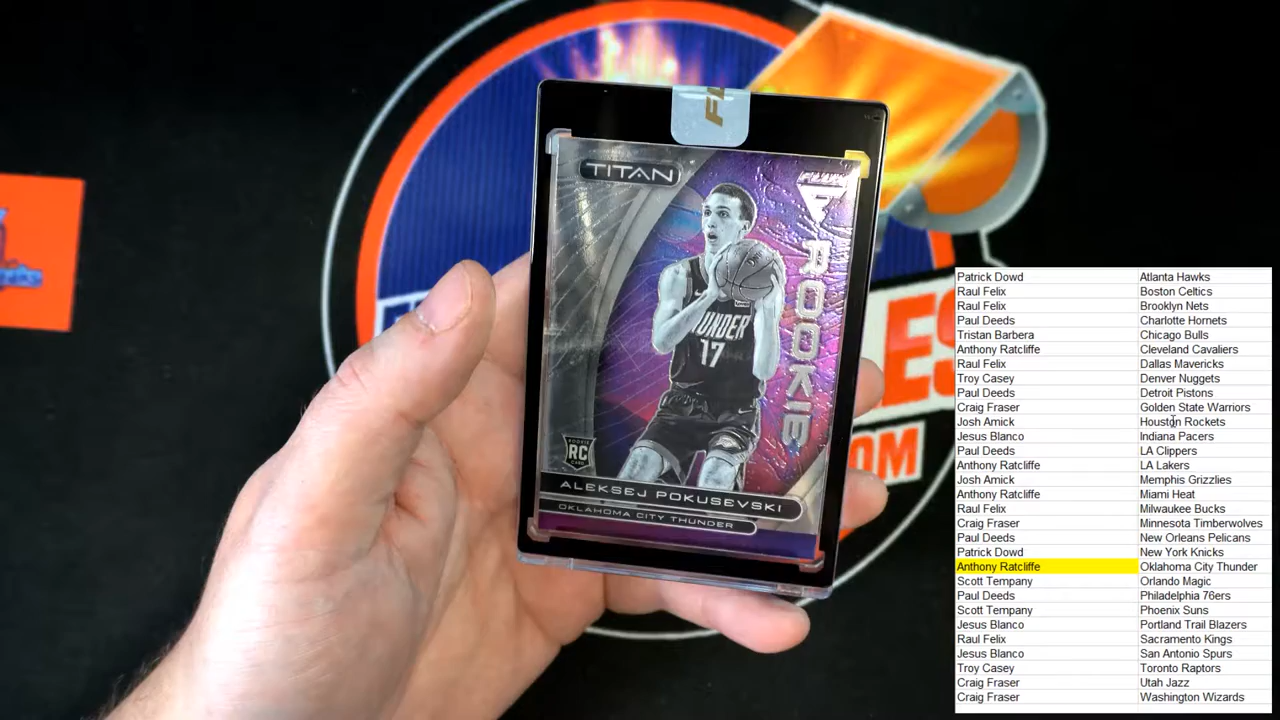 TITAN
ROOKIE
THUNDER
17
ROOKIE
RC
CARD
ALEKSEJ POKUSEVSKI
OKLAHOMA CITY THUNDER
ES
OM
Patrick Dowd Atlanta Hawks
Raul Felix Boston Celtics
Raul Felix Brooklyn Nets
Paul Deeds Charlotte Hornets
Tristan Barbera Chicago Bulls
Anthony Ratcliffe Cleveland Cavaliers
Raul Felix Dallas Mavericks
Troy Casey Denver Nuggets
Paul Deeds Detroit Pistons
Craig Fraser Golden State Warriors
Josh Amick Houston Rockets
Jesus Blanco Indiana Pacers
Paul Deeds LA Clippers
Anthony Ratcliffe LA Lakers
Josh Amick Memphis Grizzlies
Anthony Ratcliffe Miami Heat
Raul Felix Milwaukee Bucks
Craig Fraser Minnesota Timberwolves
Paul Deeds New Orleans Pelicans
Patrick Dowd New York Knicks
Anthony Ratcliffe Oklahoma City Thunder
Scott Tempany Orlando Magic
Paul Deeds Philadelphia 76ers
Scott Tempany Phoenix Suns
Jesus Blanco Portland Trail Blazers
Raul Felix Sacramento Kings
Jesus Blanco San Antonio Spurs
Troy Casey Toronto Raptors
Craig Fraser Utah Jazz
Craig Fraser Washington Wizards